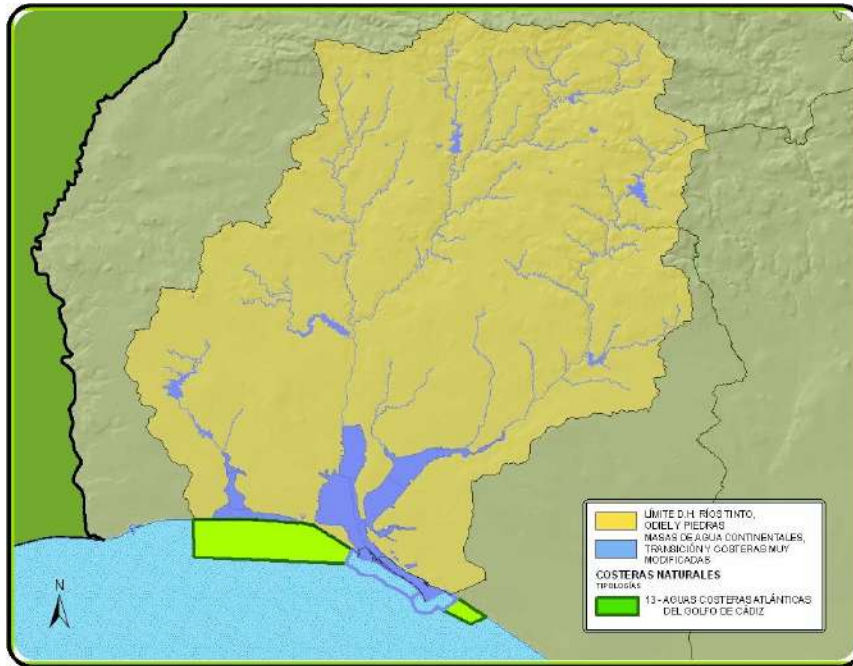 LÍMITE D.H. RÍOS TINTO,
ODIEL Y PIEDRAS
MASAS DE AGUA CONTINENTALES,
TRANSICIÓN Y COSTERAS MUY
MODIFICADAS
COSTERAS NATURALES
TIPOLOGÍAS
13 - AGUAS COSTERAS ATLÁNTICAS
DEL GOLFO DE CÁDIZ
N